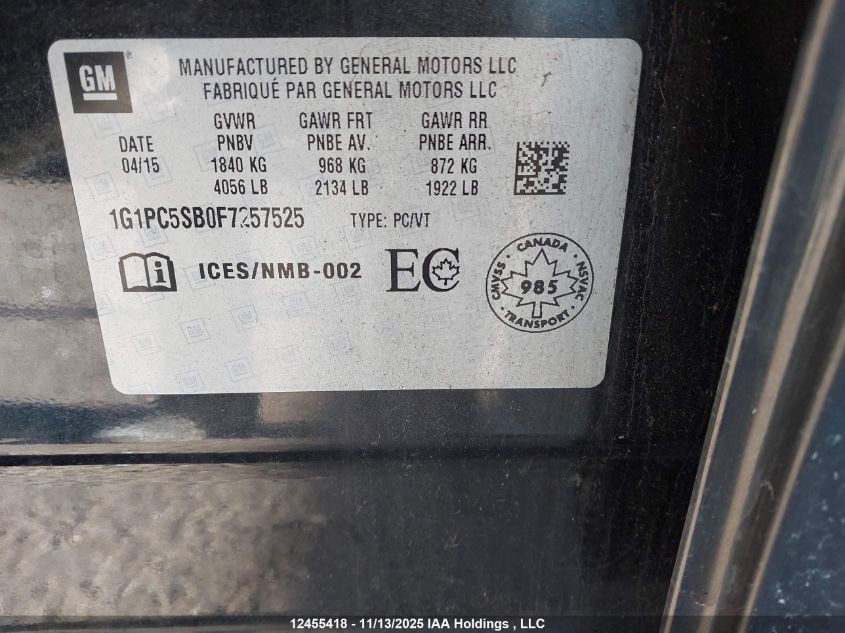 GM
MANUFACTURED BY GENERAL MOTORS LLC
FABRIQUÉ PAR GENERAL MOTORS LLC
DATE
04/15
GVWR
PNBV
1840 KG
4056 LB
GAWR FRT
PNBE AV.
968 KG
2134 LB
GAWR RR
PNBE ARR.
872 KG
1922 LB
1G1PC5SB0F7257525 TYPE: PC/VT
i ICES/NMB-002 EC
CANADA
CMVSS 985 NSVAC
TRANSPORT
12455418 - 11/13/2025 IAA Holdings , LLC